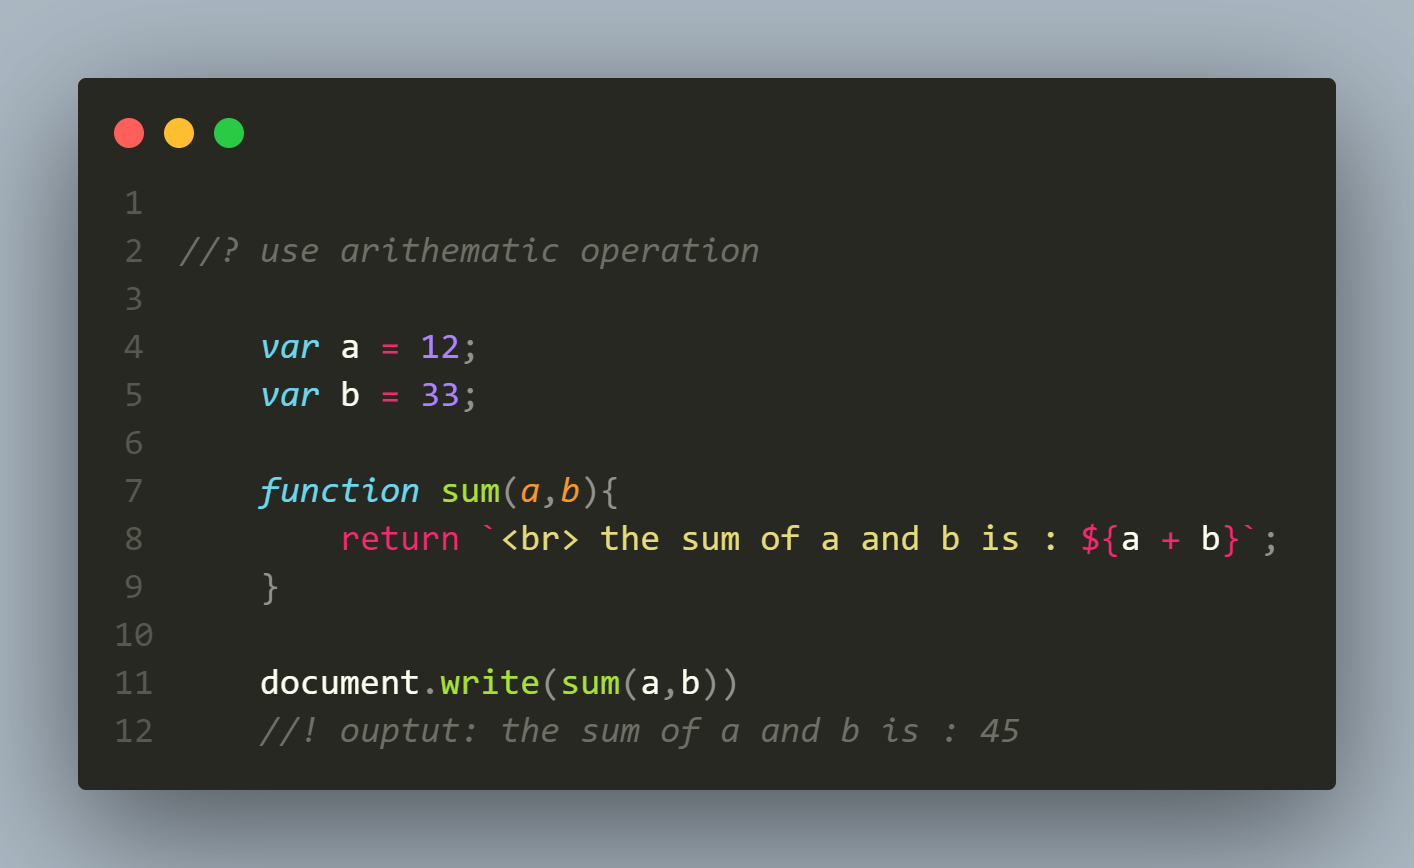 1
2 //? use arithematic operation
3
4     var a = 12;
5     var b = 33;
6
7     function sum(a,b){
8         return `<br> the sum of a and b is : ${a + b}`;
9     }
10
11     document.write(sum(a,b))
12     //! ouptut: the sum of a and b is : 45